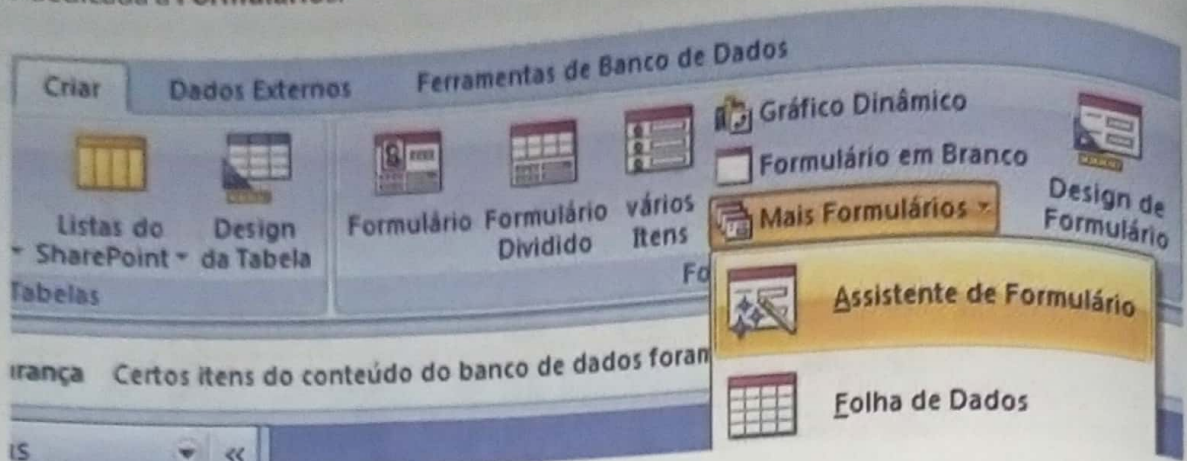 Criar Dados Externos Ferramentas de Banco de Dados
Listas do
SharePoint
Design
da Tabela
Tabelas
Formulário
Formulário
Dividido
vários
Itens
Gráfico Dinâmico
Formulário em Branco
Mais Formulários
Design de
Formulário
Fo
Assistente de Formulário
Folha de Dados
urança Certos itens do conteúdo do banco de dados foram